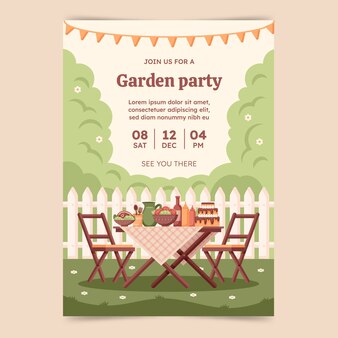 JOIN US FOR A
Garden party
Lorem ipsum dolor sit
amet, consectetur
adipiscing elit, sed do
08 12 04
SAT DEC PM
SEE YOU THERE